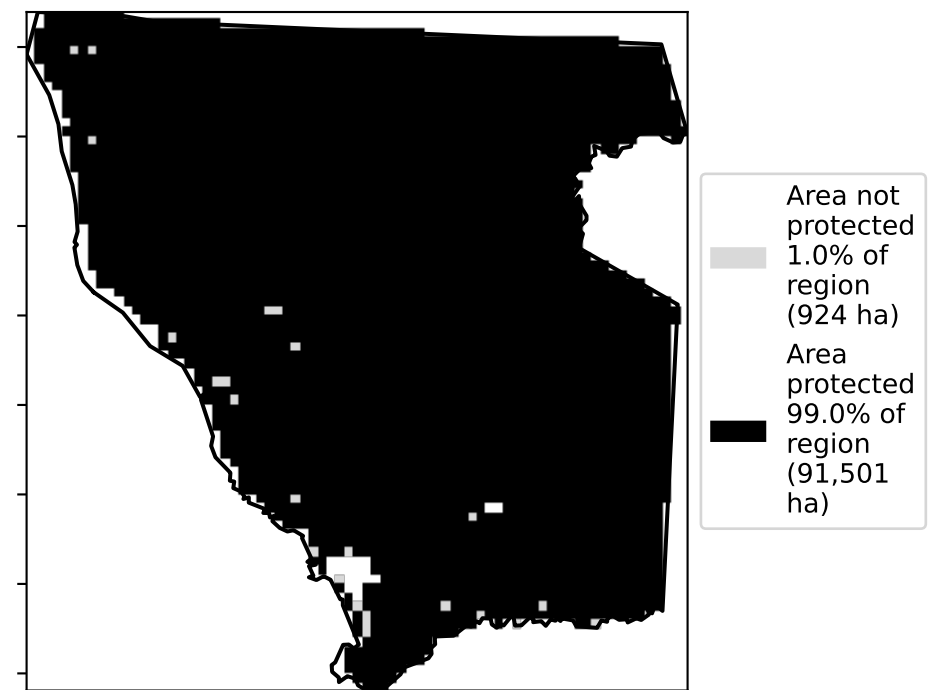 Area not
protected
1.0% of
region
(924 ha)
Area
protected
99.0% of
region
(91,501
ha)